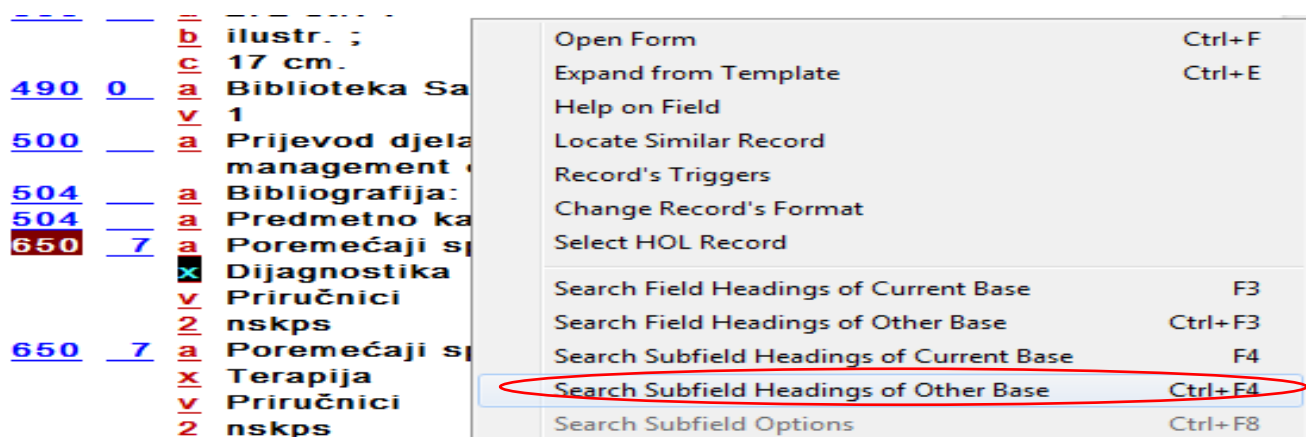 b ilustr. ;
c 17 cm.
490 0 a Biblioteka Sa
v 1
500 a Prijevod djela
management
504 a Bibliografija:
504 a Predmetno ka
650 7 a Poremećaji sp
x Dijagnostika
v Priručnici
2 nskps
650 7 a Poremećaji sp
x Terapija
v Priručnici
2 nskps
Open Form Ctrl+F
Expand from Template Ctrl+E
Help on Field
Locate Similar Record
Record's Triggers
Change Record's Format
Select HOL Record
Search Field Headings of Current Base F3
Search Field Headings of Other Base Ctrl+F3
Search Subfield Headings of Current Base F4
Search Subfield Headings of Other Base Ctrl+F4
Search Subfield Options Ctrl+F8